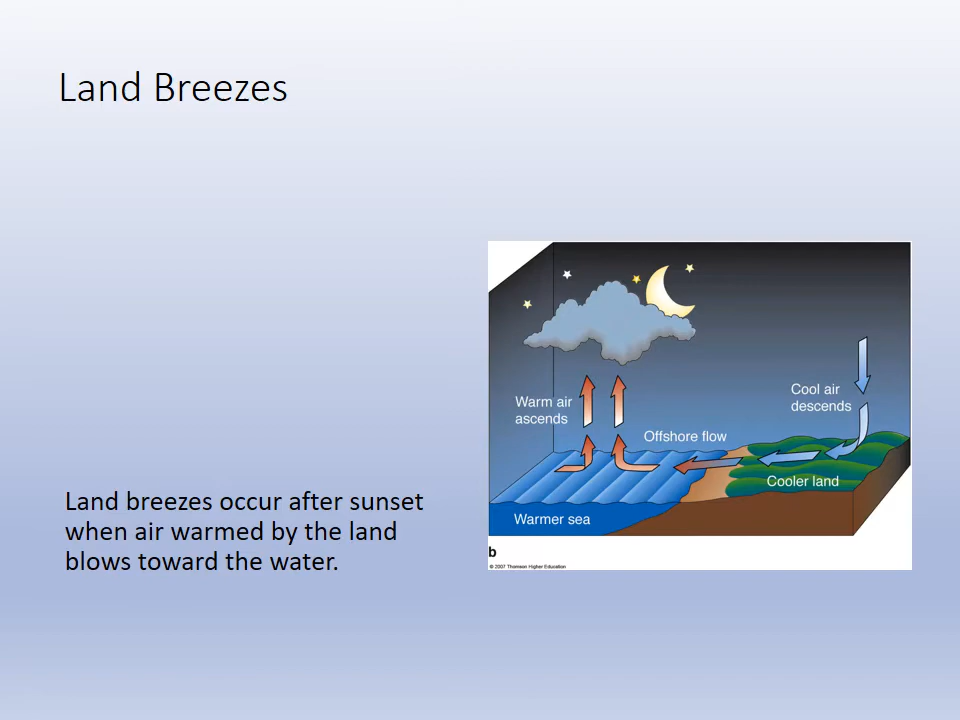 Land Breezes
Land breezes occur after sunset
when air warmed by the land
blows toward the water.
Warm air
ascends
Cool air
descends
Offshore flow
Cooler land
Warmer sea
b
© 2007 Thomson Higher Education